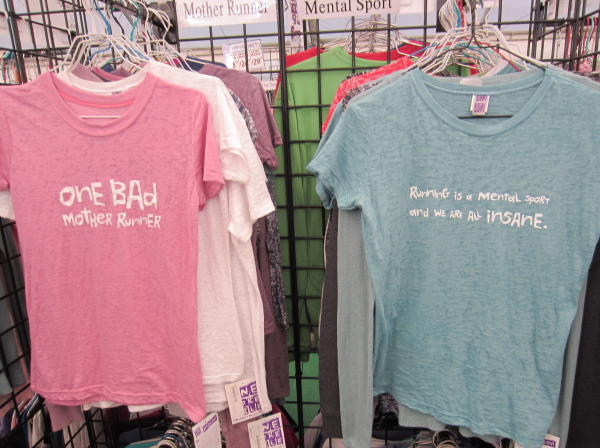 Mother Runner
Mental Sport
ONE BAd
MOTHER RUNNER
RUNNiNG is a MENtaL SPORT
and WE ARE ALL iNSANE.